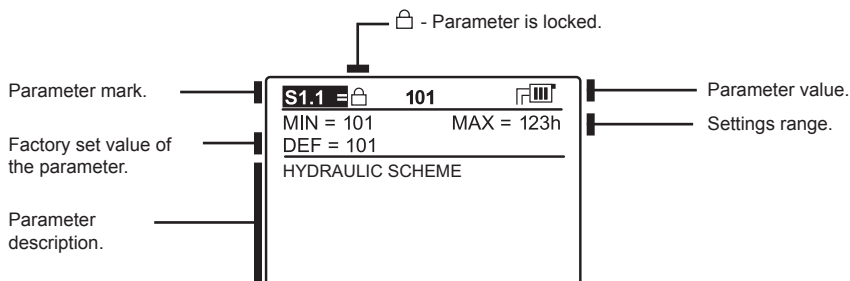 - Parameter is locked.
Parameter mark.
S1.1 = 101
Parameter value.
MIN = 101 MAX = 123h
Settings range.
DEF = 101
Factory set value of
the parameter.
HYDRAULIC SCHEME
Parameter
description.